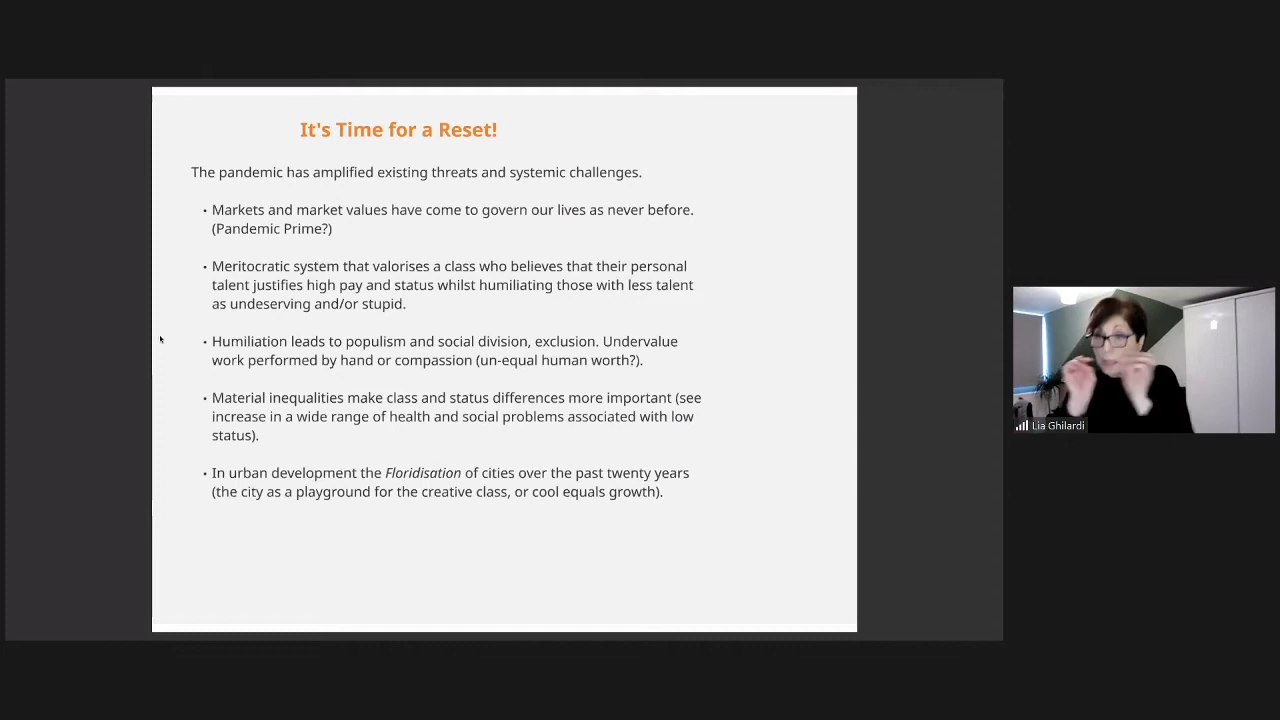 It's Time for a Reset!
The pandemic has amplified existing threats and systemic challenges.
• Markets and market values have come to govern our lives as never before.
(Pandemic Prime?)
• Meritocratic system that valorises a class who believes that their personal
talent justifies high pay and status whilst humiliating those with less talent
as undeserving and/or stupid.
• Humiliation leads to populism and social division, exclusion. Undervalue
work performed by hand or compassion (un-equal human worth?).
• Material inequalities make class and status differences more important (see
increase in a wide range of health and social problems associated with low
status).
• In urban development the Floridisation of cities over the past twenty years
(the city as a playground for the creative class, or cool equals growth).
Lia Ghilardi